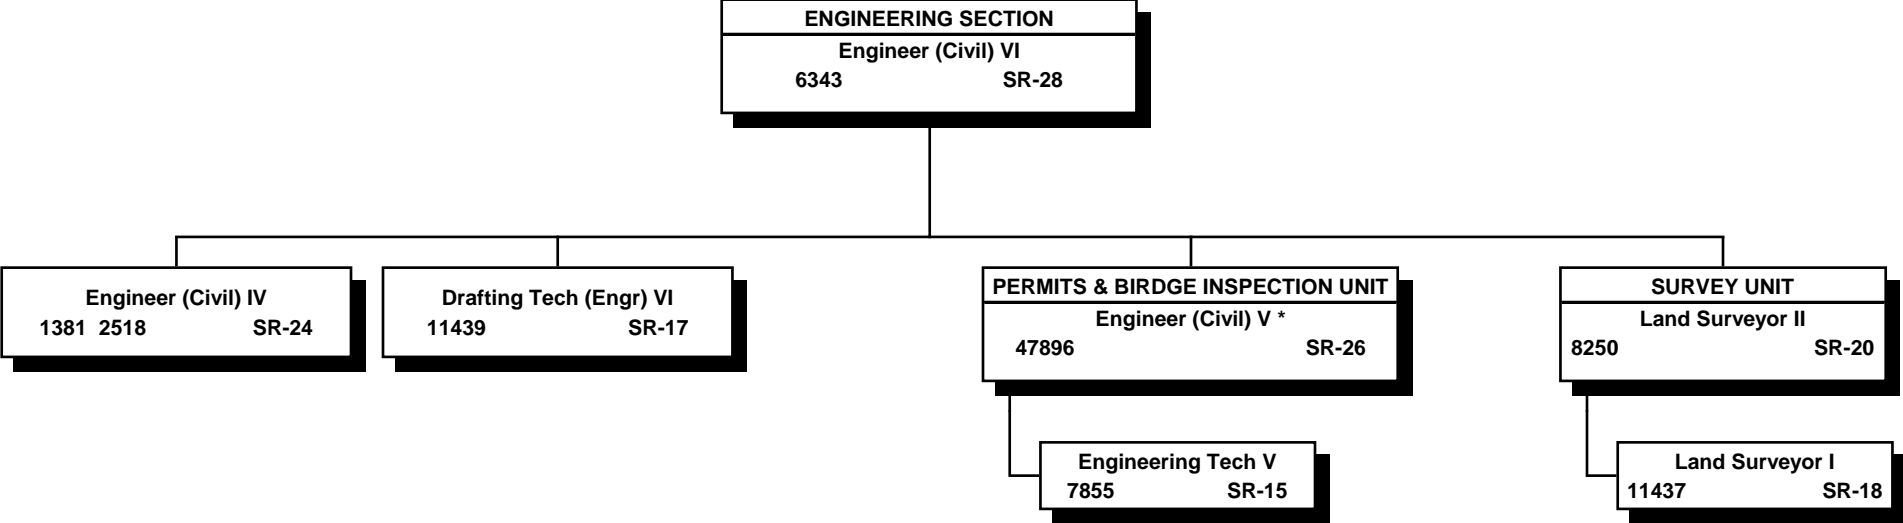 ENGINEERING SECTION
Engineer (Civil) VI
6343 SR-28
Engineer (Civil) IV
1381 2518 SR-24
Drafting Tech (Engr) VI
11439 SR-17
PERMITS & BIRDGE INSPECTION UNIT
Engineer (Civil) V *
47896 SR-26
Engineering Tech V
7855 SR-15
SURVEY UNIT
Land Surveyor II
8250 SR-20
Land Surveyor I
11437 SR-18